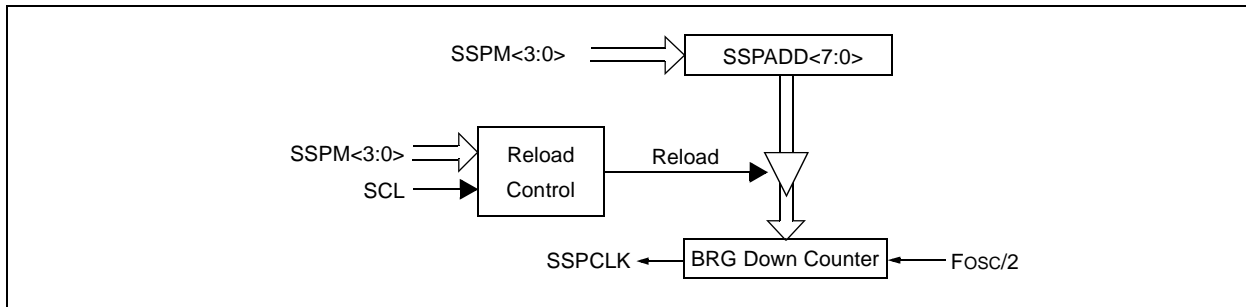 SSPM<3:0>
SSPADD<7:0>
SSPM<3:0>
SCL
Reload
Control
Reload
SSPCLK
BRG Down Counter
FOSC/2